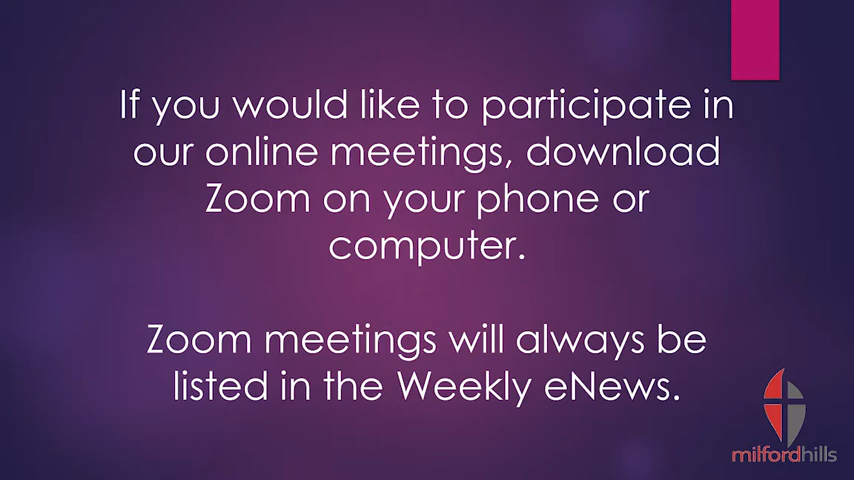 If you would like to participate in
our online meetings, download
Zoom on your phone or
computer.
Zoom meetings will always be
listed in the Weekly eNews.
milfordhills